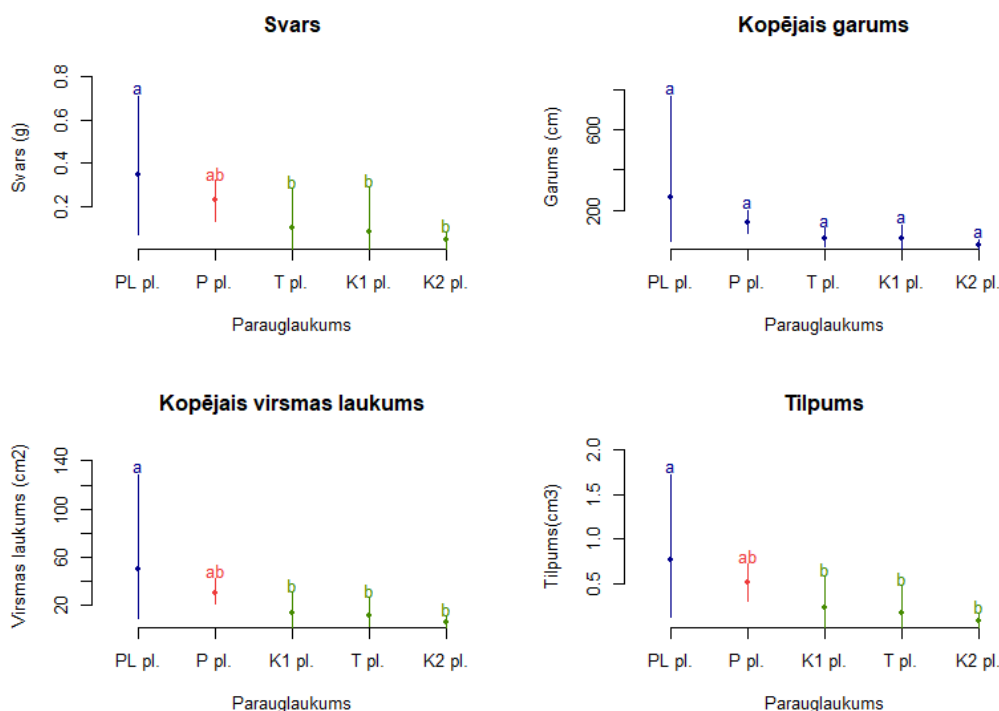 Svars
Svars (g)
0.8
0.6
0.4
0.2
a
ab
b
b
b
PL pl. P pl. T pl. K1 pl. K2 pl.
Parauglaukums
Kopējais garums
Garums (cm)
600
200
a
a
a
a
a
PL pl. P pl. T pl. K1 pl. K2 pl.
Parauglaukums
Kopējais virsmas laukums
Virsmas laukums (cm2)
140
100
60
20
a
ab
b
b
b
PL pl. P pl. K1 pl. T pl. K2 pl.
Parauglaukums
Tilpums
Tilpums(cm3)
2.0
1.5
1.0
0.5
a
ab
b
b
b
PL pl. P pl. K1 pl. T pl. K2 pl.
Parauglaukums